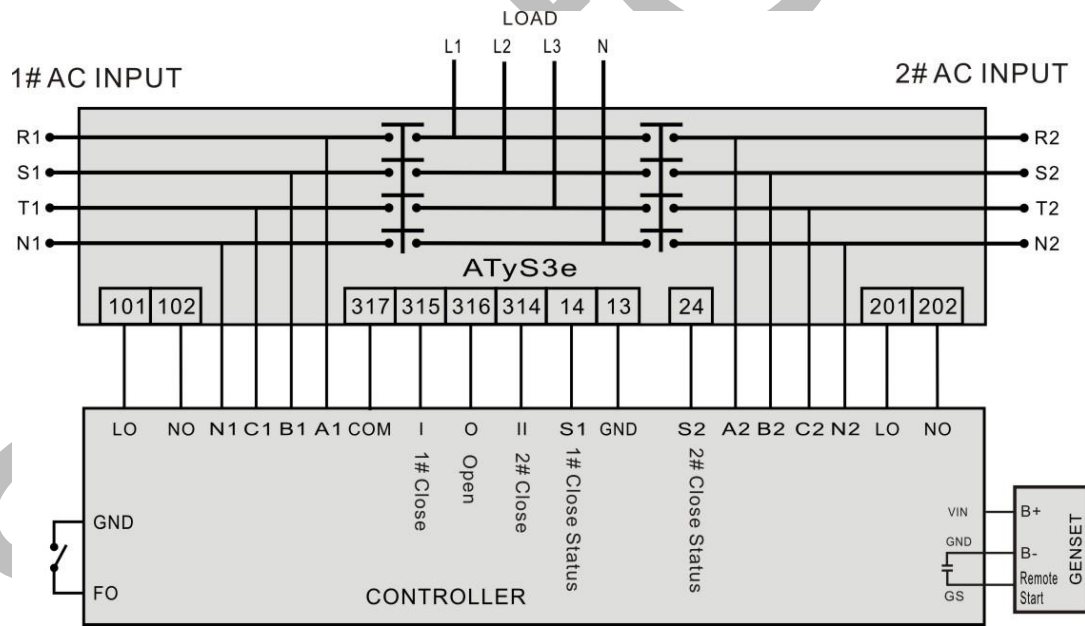 LOAD
L1 L2 L3 N
1# AC INPUT
2# AC INPUT
R1
R2
S1
S2
T1
T2
N1
N2
ATyS3e
101 102 317 315 316 314 14 13 24 201 202
LO NO N1 C1 B1 A1 COM I O II S1 GND S2 A2 B2 C2 N2 LO NO
1# Close
Open
2# Close
1# Close Status
2# Close Status
GND
FO
CONTROLLER
VIN
GND
GS
B+
B-
Remote
Start
GENSET